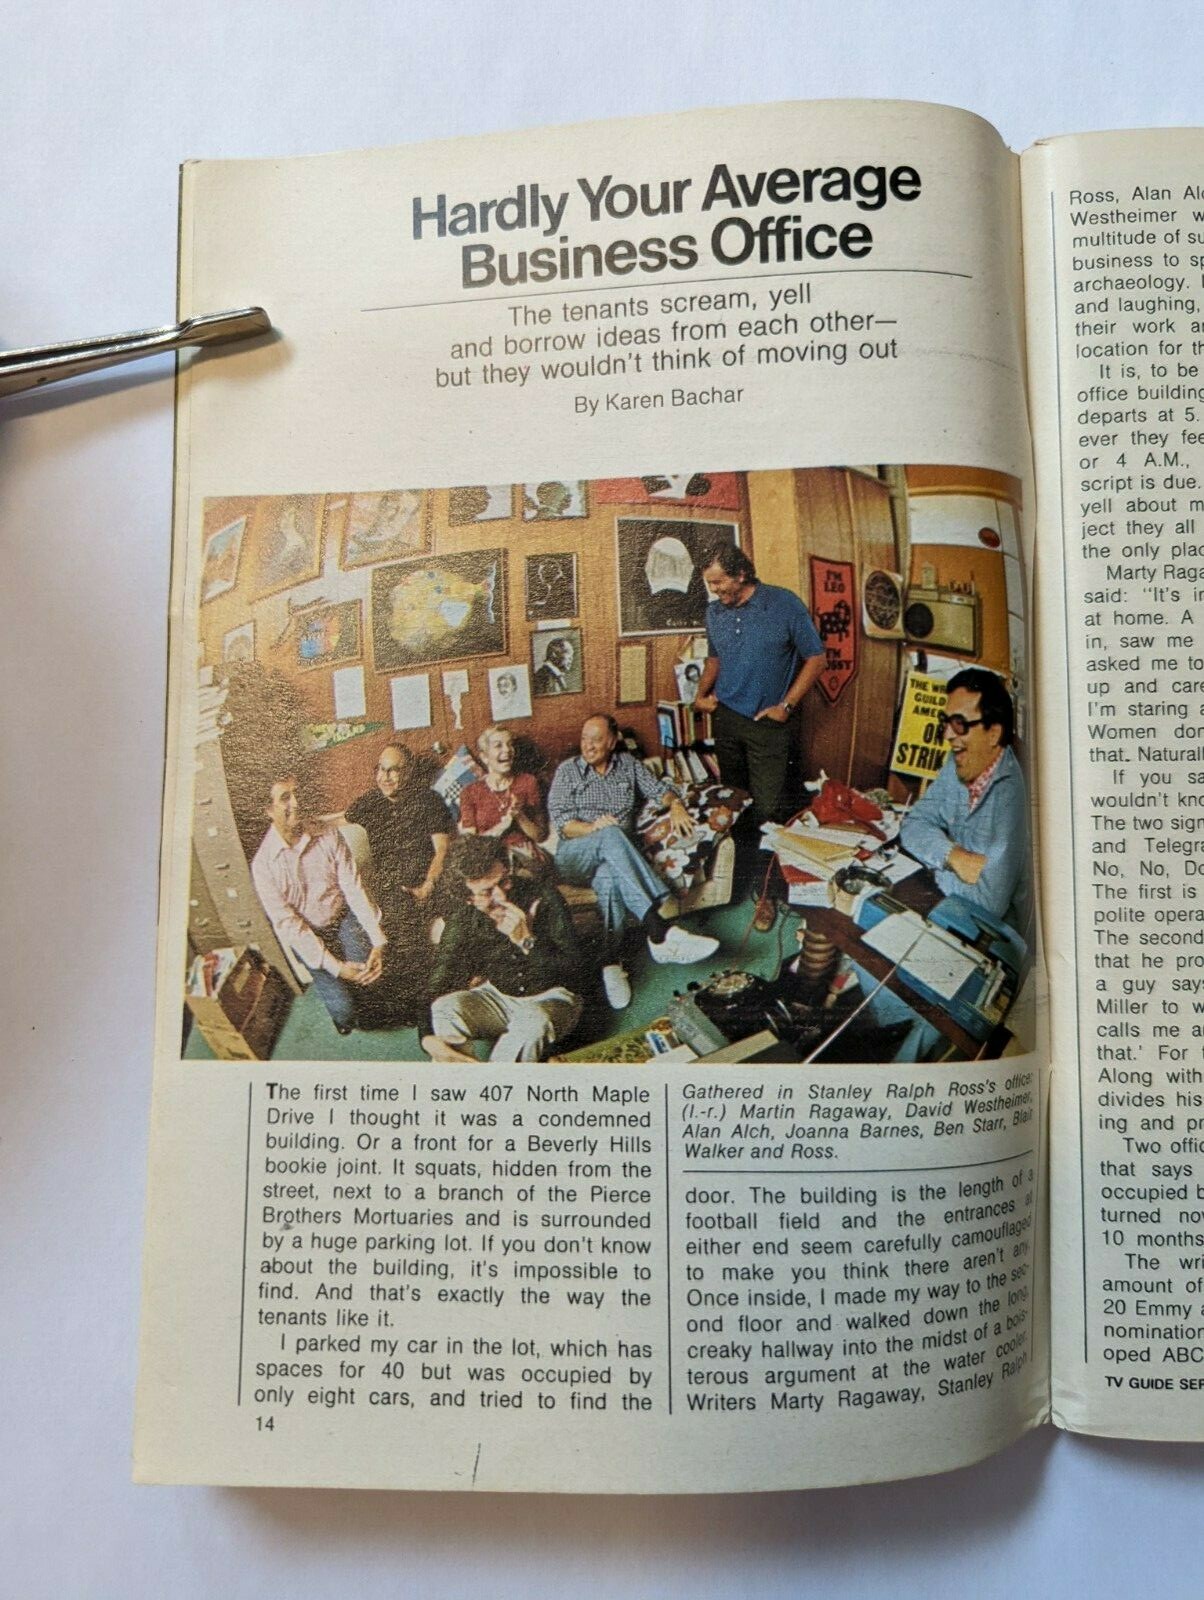 Hardly Your Average
Business Office
The tenants scream, yell
and borrow ideas from each other—
but they wouldn't think of moving out
By Karen Bachar
I'M
LEO
I'M
THE WR
GUILD
AME
ON
STRIK
The first time I saw 407 North Maple
Drive I thought it was a condemned
building. Or a front for a Beverly Hills
bookie joint. It squats, hidden from the
street, next to a branch of the Pierce
Brothers Mortuaries and is surrounded
by a huge parking lot. If you don't know
about the building, it's impossible to
find. And that's exactly the way the
tenants like it.
I parked my car in the lot, which has
spaces for 40 but was occupied by
only eight cars, and tried to find the
14
Gathered in Stanley Ralph Ross's office:
(l.-r.) Martin Ragaway, David Westheimer,
Alan Alch, Joanna Barnes, Ben Starr, Blair
Walker and Ross.
door. The building is the length of a
football field and the entrances at
either end seem carefully camouflaged
to make you think there aren't any.
Once inside, I made my way to the sec-
ond floor and walked down the long,
creaky hallway into the midst of a bois-
terous argument at the water cooler.
Writers Marty Ragaway, Stanley Ralph
Ross, Alan Al
Westheimer w
multitude of su
business to sp
archaeology.
and laughing,
their work a
location for th
It is, to be
office building
departs at 5.
ever they fee
or 4 A.M.,
script is due.
yell about m
ject they all
the only plac
Marty Raga
said: "It's i
at home. A
in, saw me
asked me to
up and care
I'm staring a
Women don
that. Naturall
If you sa
wouldn't kno
The two sign
and Telegra
No, No, Do
The first is
polite opera
The second
that he pro
a guy says
Miller to w
calls me a
that.' For
Along with
divides his
ing and pr
Two offic
that says
occupied b
turned nov
10 months
The wri
amount of
20 Emmy a
nomination
oped ABC
TV GUIDE SEP